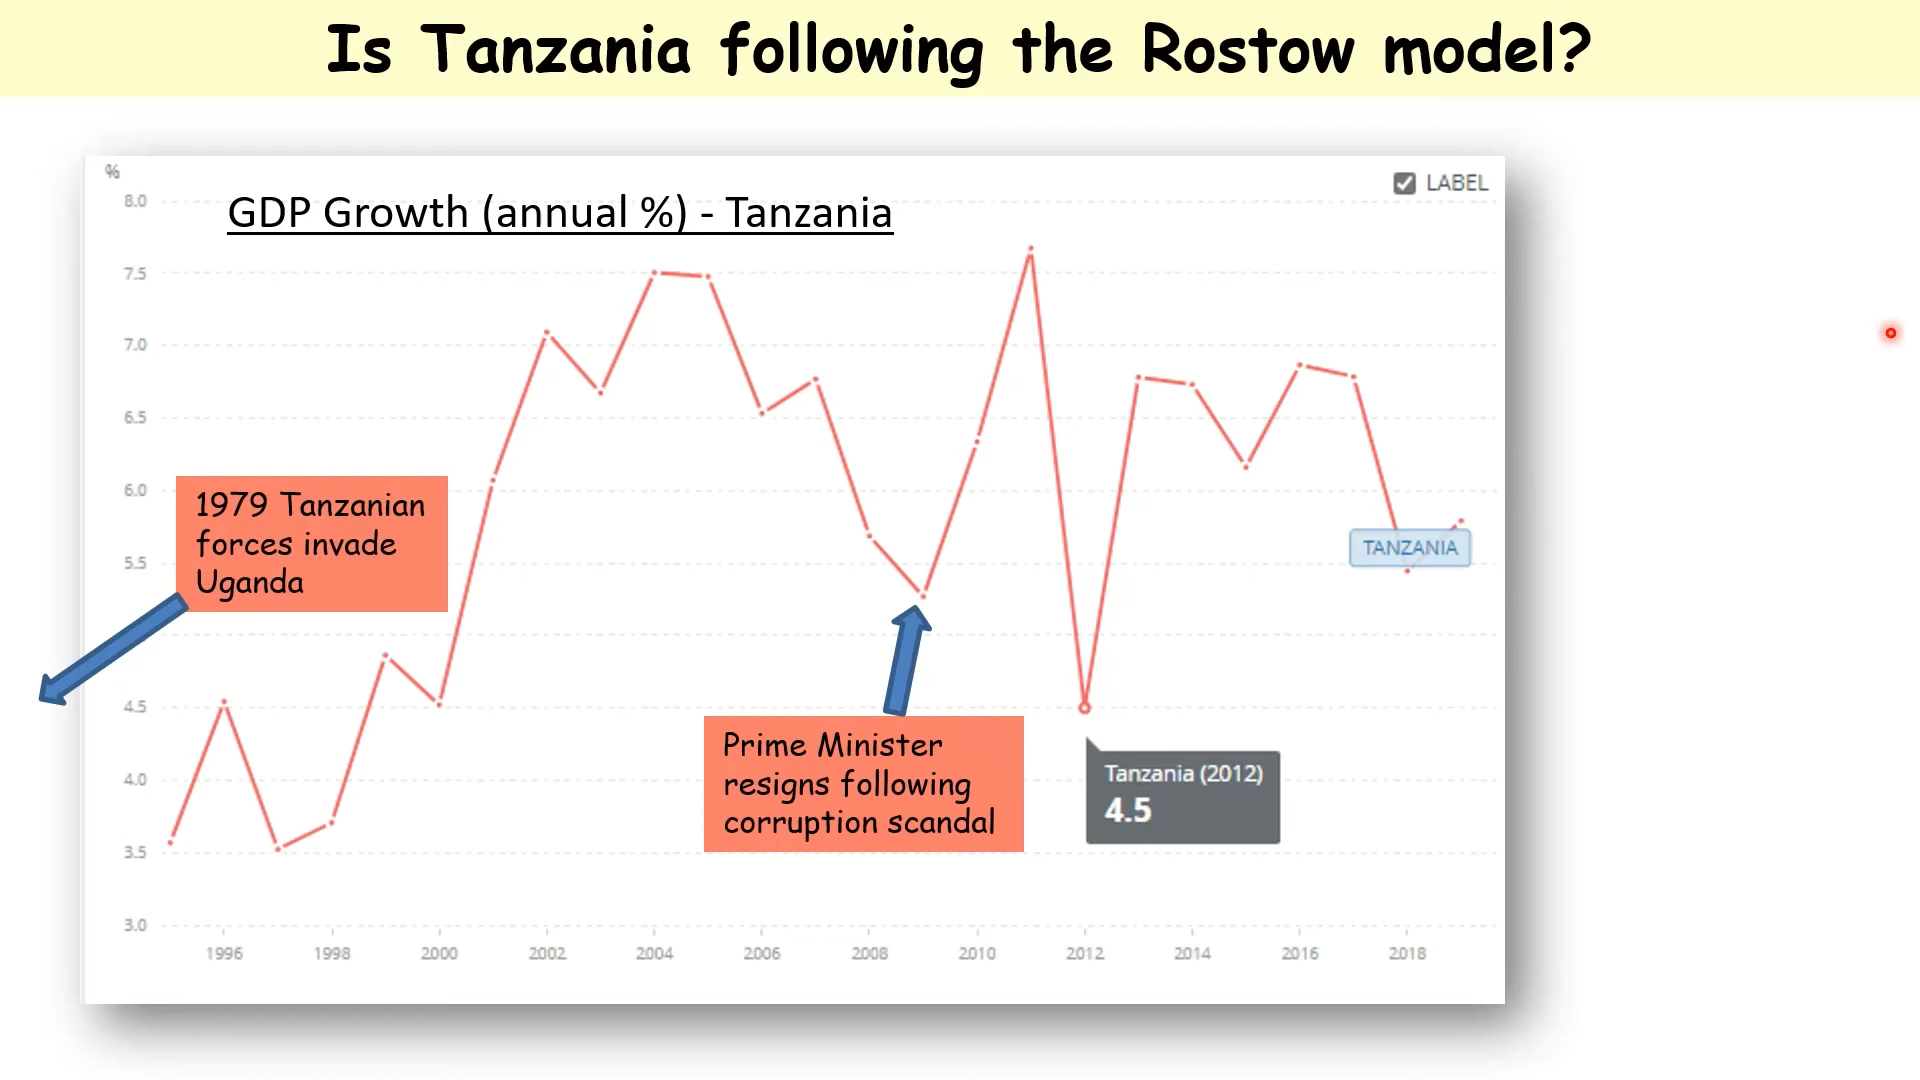 Is Tanzania following the Rostow model?
%
LABEL
GDP Growth (annual %) - Tanzania
8.0
7.5
7.0
6.5
6.0
5.5
4.5
4.0
3.5
3.0
1979 Tanzanian
forces invade
Uganda
TANZANIA
Prime Minister
resigns following
corruption scandal
Tanzania (2012)
4.5
1996 1998 2000 2002 2004 2006 2008 2010 2012 2014 2016 2018